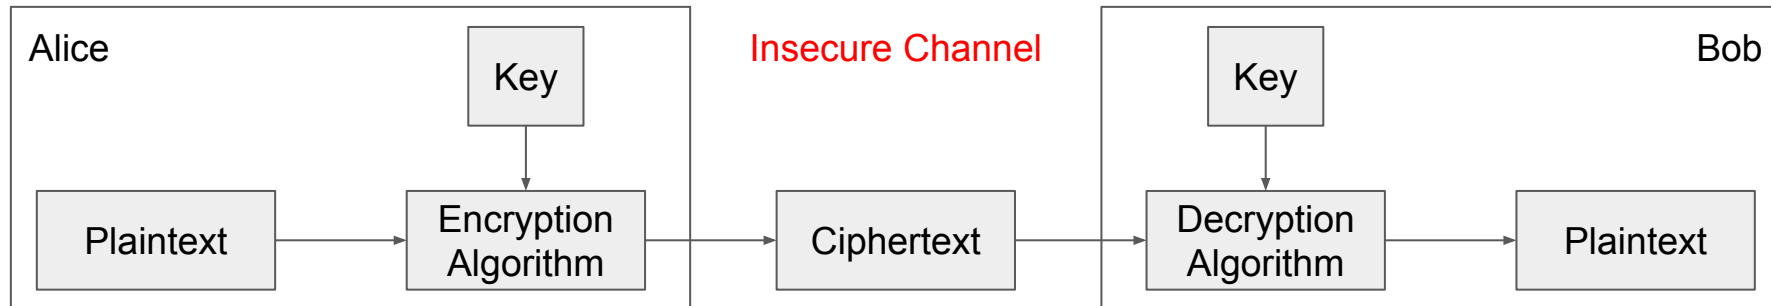 Alice
Insecure Channel
Bob
Key
Key
Plaintext
Encryption
Algorithm
Ciphertext
Decryption
Algorithm
Plaintext